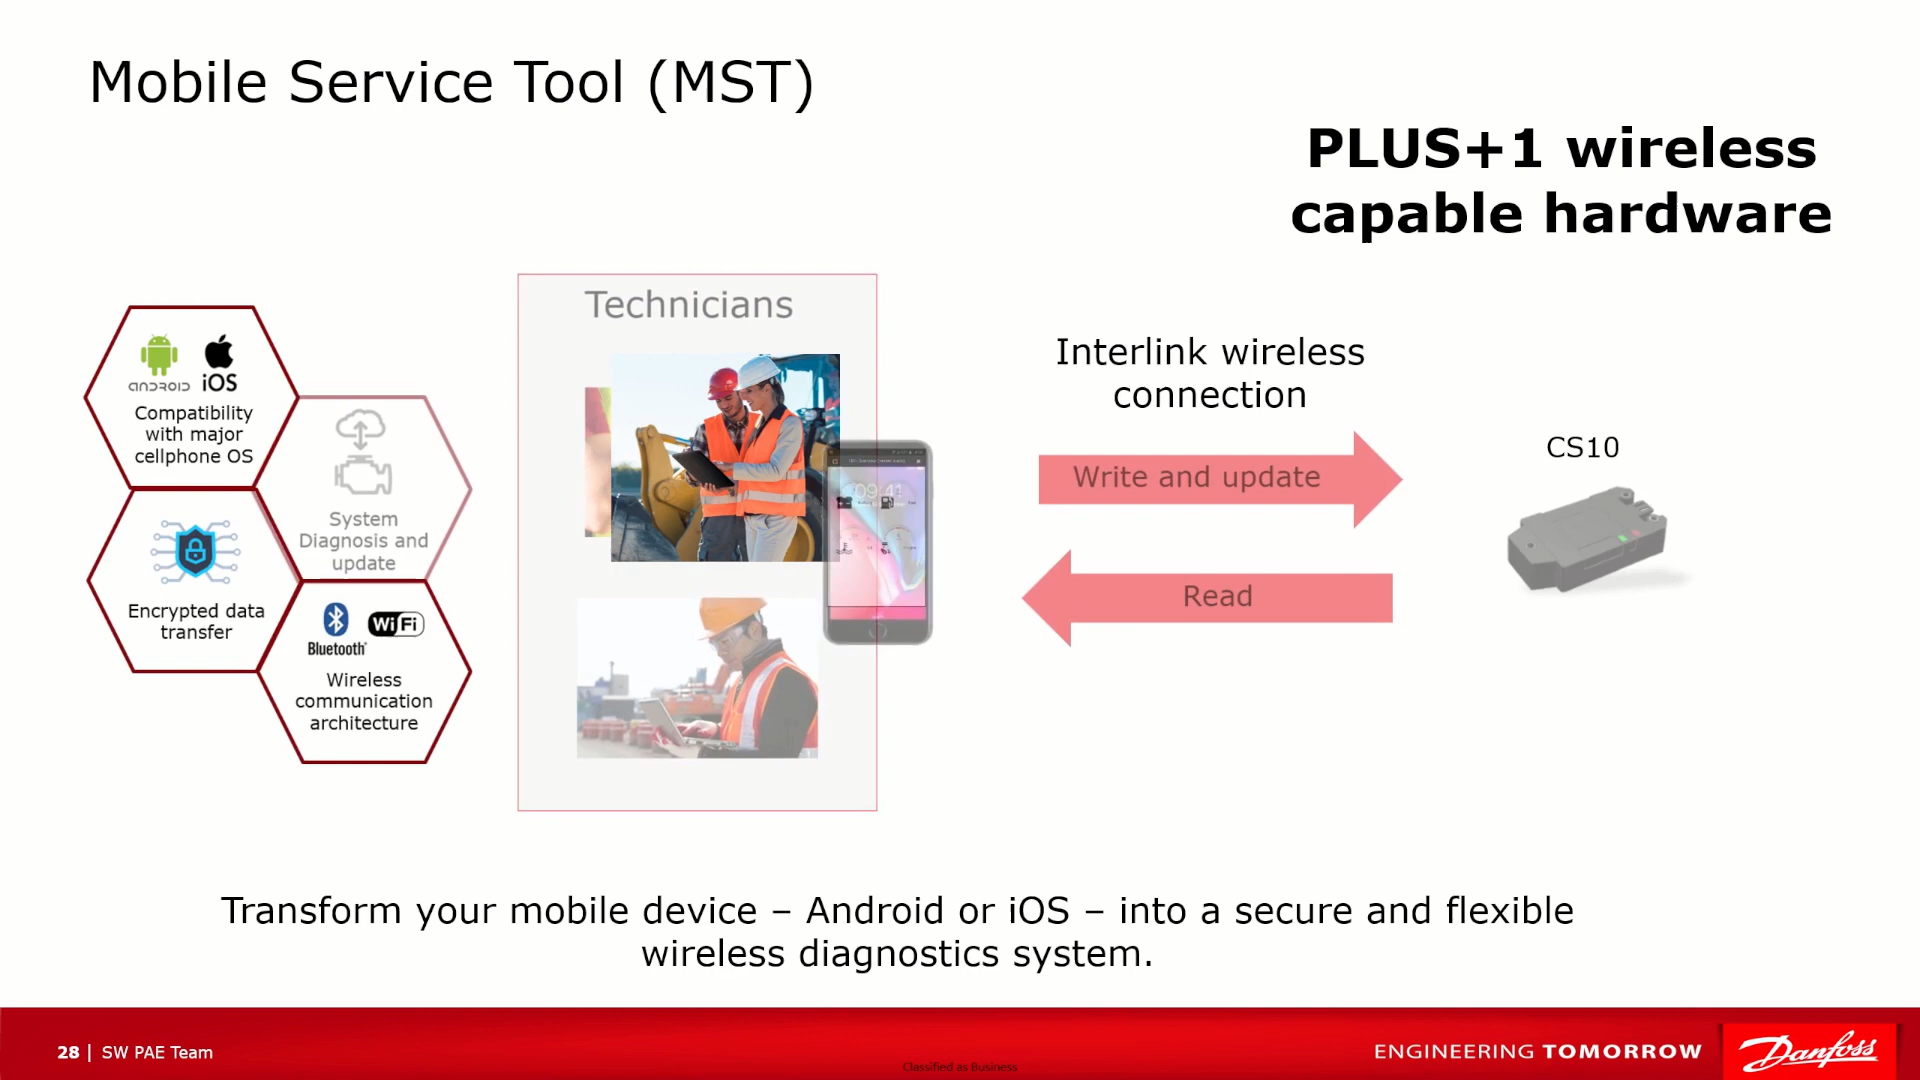 Mobile Service Tool (MST)
PLUS+1 wireless
capable hardware
ANDROID iOS
Compatibility
with major
cellphone OS
System
Diagnosis and
update
Encrypted data
transfer
Bluetooth WiFi
Wireless
communication
architecture
Technicians
09:41
Interlink wireless
connection
Write and update
Read
CS10
Transform your mobile device – Android or iOS – into a secure and flexible
wireless diagnostics system.
28 | SW PAE Team
Classified as Business
ENGINEERING TOMORROW
Danfoss